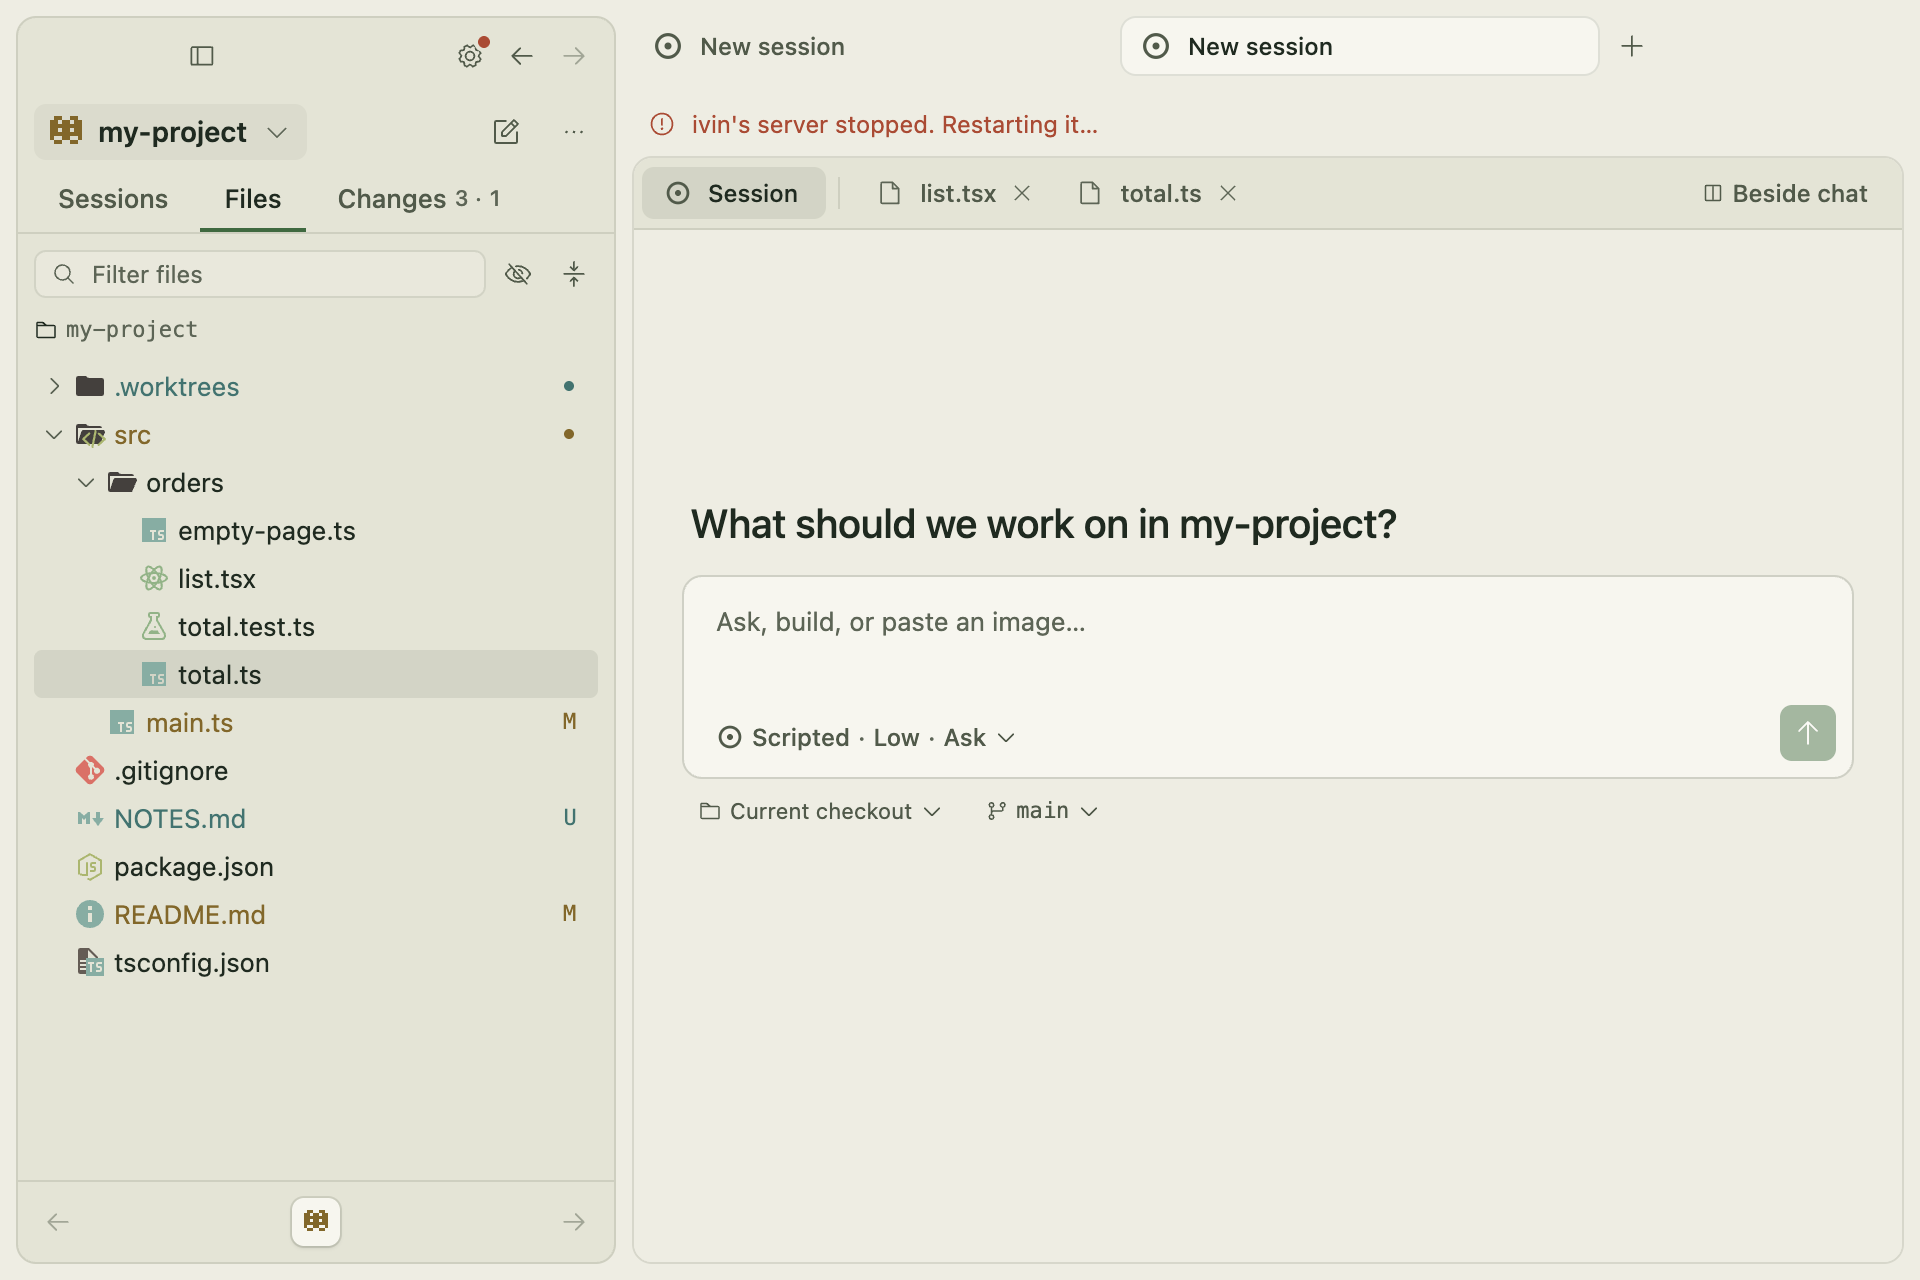 New session
New session
ivin's server stopped. Restarting it...
my-project
Sessions
Files
Changes 3 · 1
Session
list.tsx
total.ts
Beside chat
Filter files
my-project
.worktrees
src
orders
empty-page.ts
list.tsx
total.test.ts
total.ts
main.ts M
.gitignore
NOTES.md U
package.json
README.md M
tsconfig.json
What should we work on in my-project?
Ask, build, or paste an image...
Scripted · Low · Ask
Current checkout
main